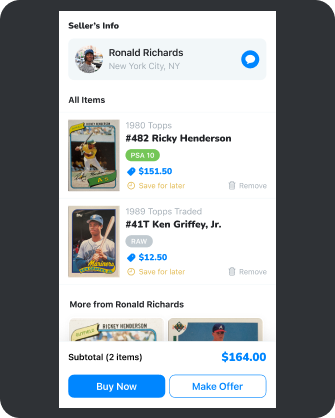 Seller's Info
Ronald Richards
New York City, NY
All Items
1980 Topps
#482 Ricky Henderson
PSA 10
$151.50
Save for later
Remove
1989 Topps Traded
#41T Ken Griffey, Jr.
RAW
$12.50
Save for later
Remove
Mariners
More from Ronald Richards
RICKEY HENDERSON
Subtotal (2 items)
$164.00
Buy Now
Make Offer